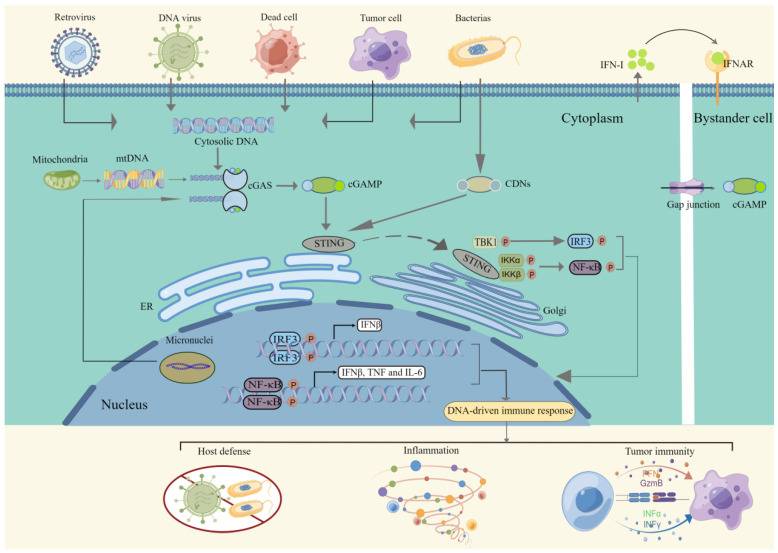 Retrovirus
DNA virus
Dead cell
Tumor cell
Bacterias
IFN-I
IFNAR
Cytoplasm
Bystander cell
Cytosolic DNA
Mitochondria
mtDNA
cGAS
cGAMP
CDNs
Gap junction
cGAMP
STING
TBK1 P
IRF3 P
STING
IKKα P
IKKβ P
NF-κB P
ER
Golgi
Micronuclei
IRF3 P
IRF3 P
IFNβ
NF-κB P
NF-κB P
IFNβ, TNF and IL-6
Nucleus
DNA-driven immune response
Host defense
Inflammation
Tumor immunity
GzmB
INFα
INFγ